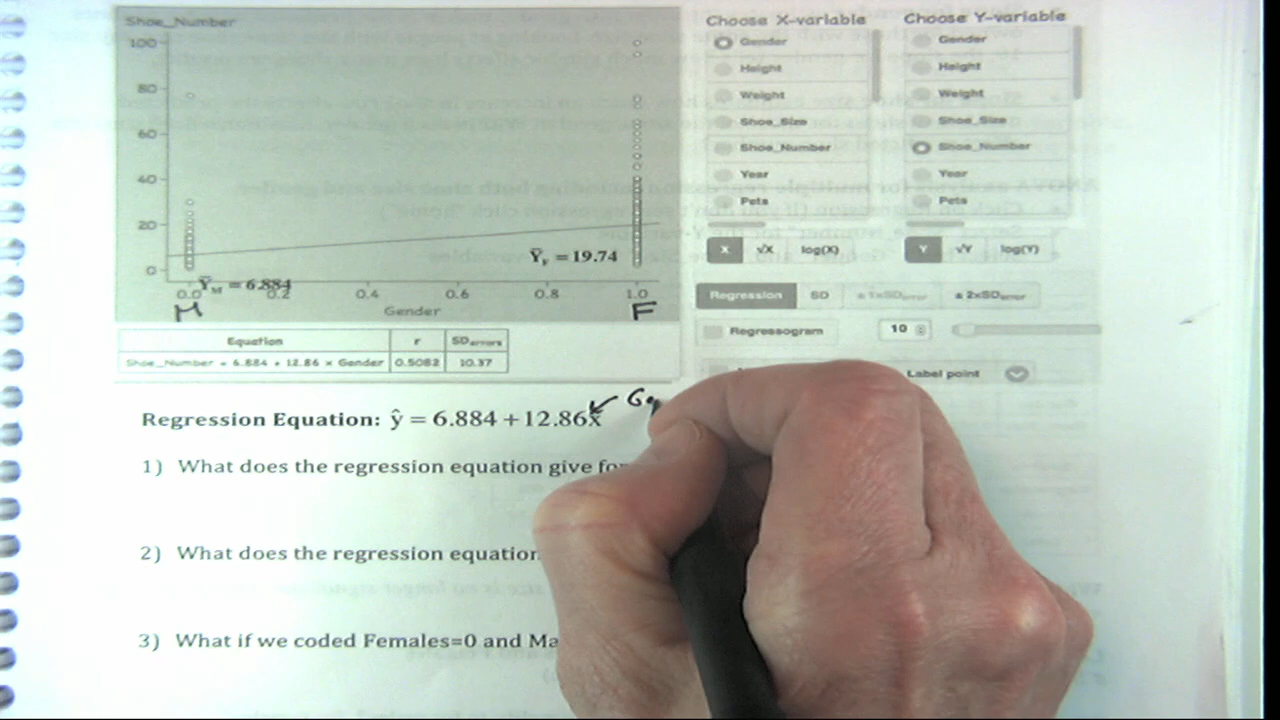 Shoe_Number
100
80
60
40
20
0
Ȳ_F = 19.74
Ȳ_M = 6.884
0.0 0.2 0.4 0.6 0.8 1.0
M F
Gender
Equation r SD_errors
Shoe_Number = 6.884 + 12.86 × Gender 0.5082 10.37
Choose X-variable
Gender
Height
Weight
Shoe_Size
Shoe_Number
Year
Pets
X √X log(X)
Choose Y-variable
Gender
Height
Weight
Shoe_Size
Shoe_Number
Year
Pets
Y √Y log(Y)
Regression SD ± 1xSD_error ± 2xSD_error
Regressogram 10
Label point
Ge
Regression Equation: ŷ = 6.884 + 12.86x
1) What does the regression equation give for
2) What does the regression equation
3) What if we coded Females=0 and Ma